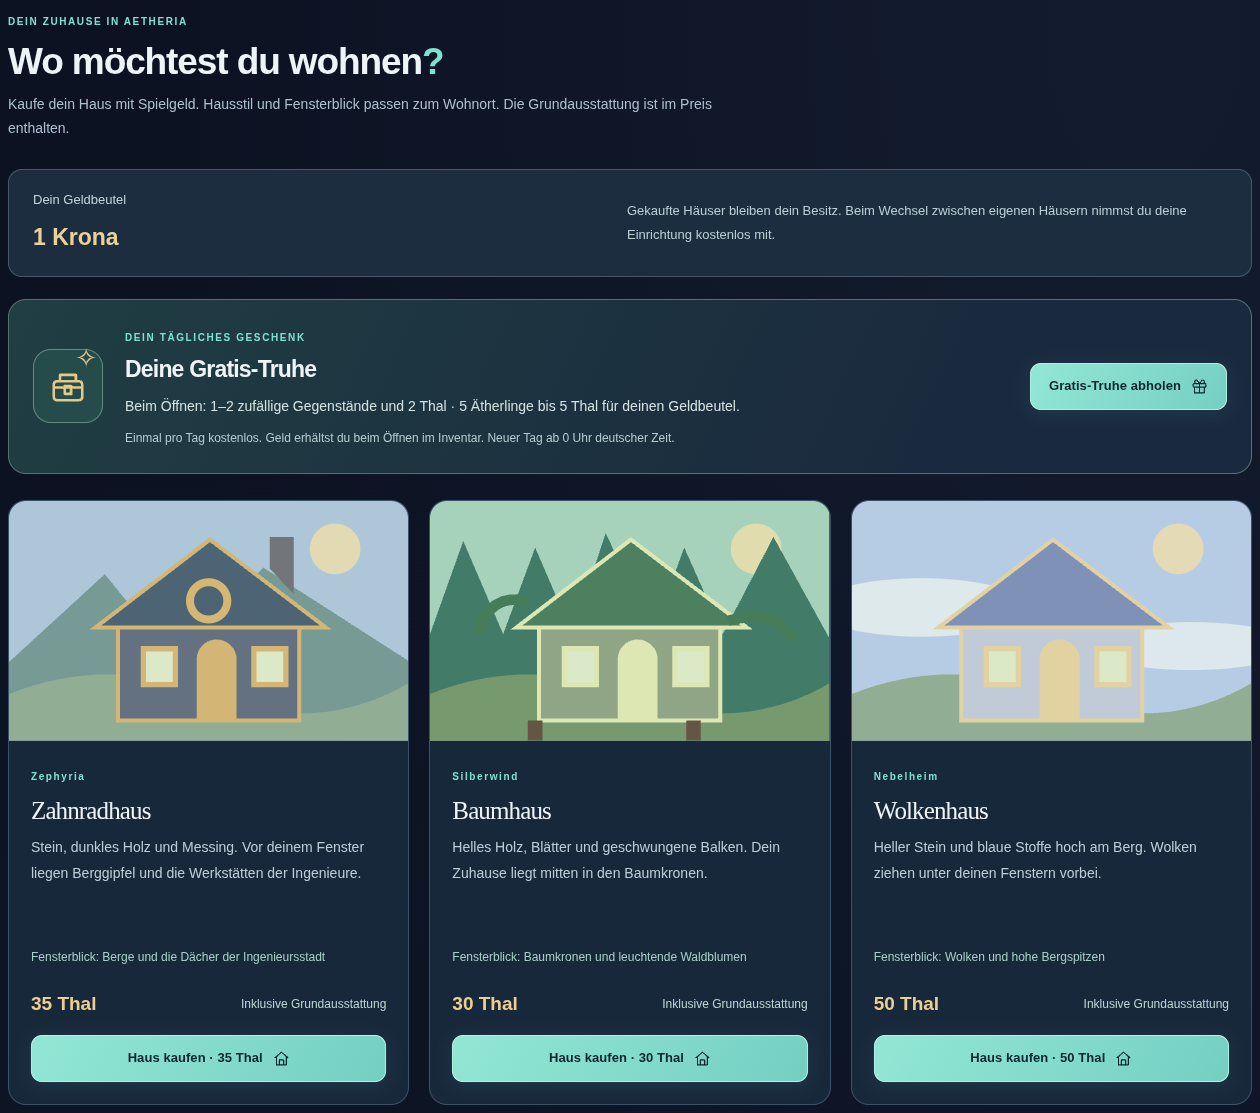 DEIN ZUHAUSE IN AETHERIA
Wo möchtest du wohnen?
Kaufe dein Haus mit Spielgeld. Hausstil und Fensterblick passen zum Wohnort. Die Grundausstattung ist im Preis
enthalten.
Dein Geldbeutel
1 Krona
Gekaufte Häuser bleiben dein Besitz. Beim Wechsel zwischen eigenen Häusern nimmst du deine
Einrichtung kostenlos mit.
DEIN TÄGLICHES GESCHENK
Deine Gratis-Truhe
Beim Öffnen: 1–2 zufällige Gegenstände und 2 Thal · 5 Ätherlinge bis 5 Thal für deinen Geldbeutel.
Einmal pro Tag kostenlos. Geld erhältst du beim Öffnen im Inventar. Neuer Tag ab 0 Uhr deutscher Zeit.
Gratis-Truhe abholen
Zephyria
Zahnradhaus
Stein, dunkles Holz und Messing. Vor deinem Fenster
liegen Berggipfel und die Werkstätten der Ingenieure.
Fensterblick: Berge und die Dächer der Ingenieursstadt
35 Thal
Inklusive Grundausstattung
Haus kaufen · 35 Thal
Silberwind
Baumhaus
Helles Holz, Blätter und geschwungene Balken. Dein
Zuhause liegt mitten in den Baumkronen.
Fensterblick: Baumkronen und leuchtende Waldblumen
30 Thal
Inklusive Grundausstattung
Haus kaufen · 30 Thal
Nebelheim
Wolkenhaus
Heller Stein und blaue Stoffe hoch am Berg. Wolken
ziehen unter deinen Fenstern vorbei.
Fensterblick: Wolken und hohe Bergspitzen
50 Thal
Inklusive Grundausstattung
Haus kaufen · 50 Thal